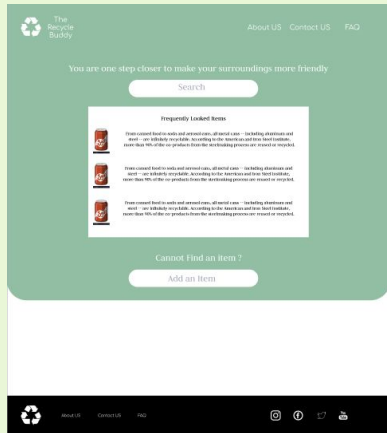 The
Recycle
Buddy
About US
Contact US
FAQ
You are one step closer to make your surroundings more friendly
Search
Frequently Looked Items
From canned food to soda and aerosol cans, all metal cans — including aluminum and
steel — are infinitely recyclable. According to the American and Iron Steel Institute,
more than 90% of the co-products from the steelmaking process are reused or recycled.
From canned food to soda and aerosol cans, all metal cans — including aluminum and
steel — are infinitely recyclable. According to the American and Iron Steel Institute,
more than 90% of the co-products from the steelmaking process are reused or recycled.
From canned food to soda and aerosol cans, all metal cans — including aluminum and
steel — are infinitely recyclable. According to the American and Iron Steel Institute,
more than 90% of the co-products from the steelmaking process are reused or recycled.
Cannot Find an item ?
Add an Item
About US
Contact US
FAQ